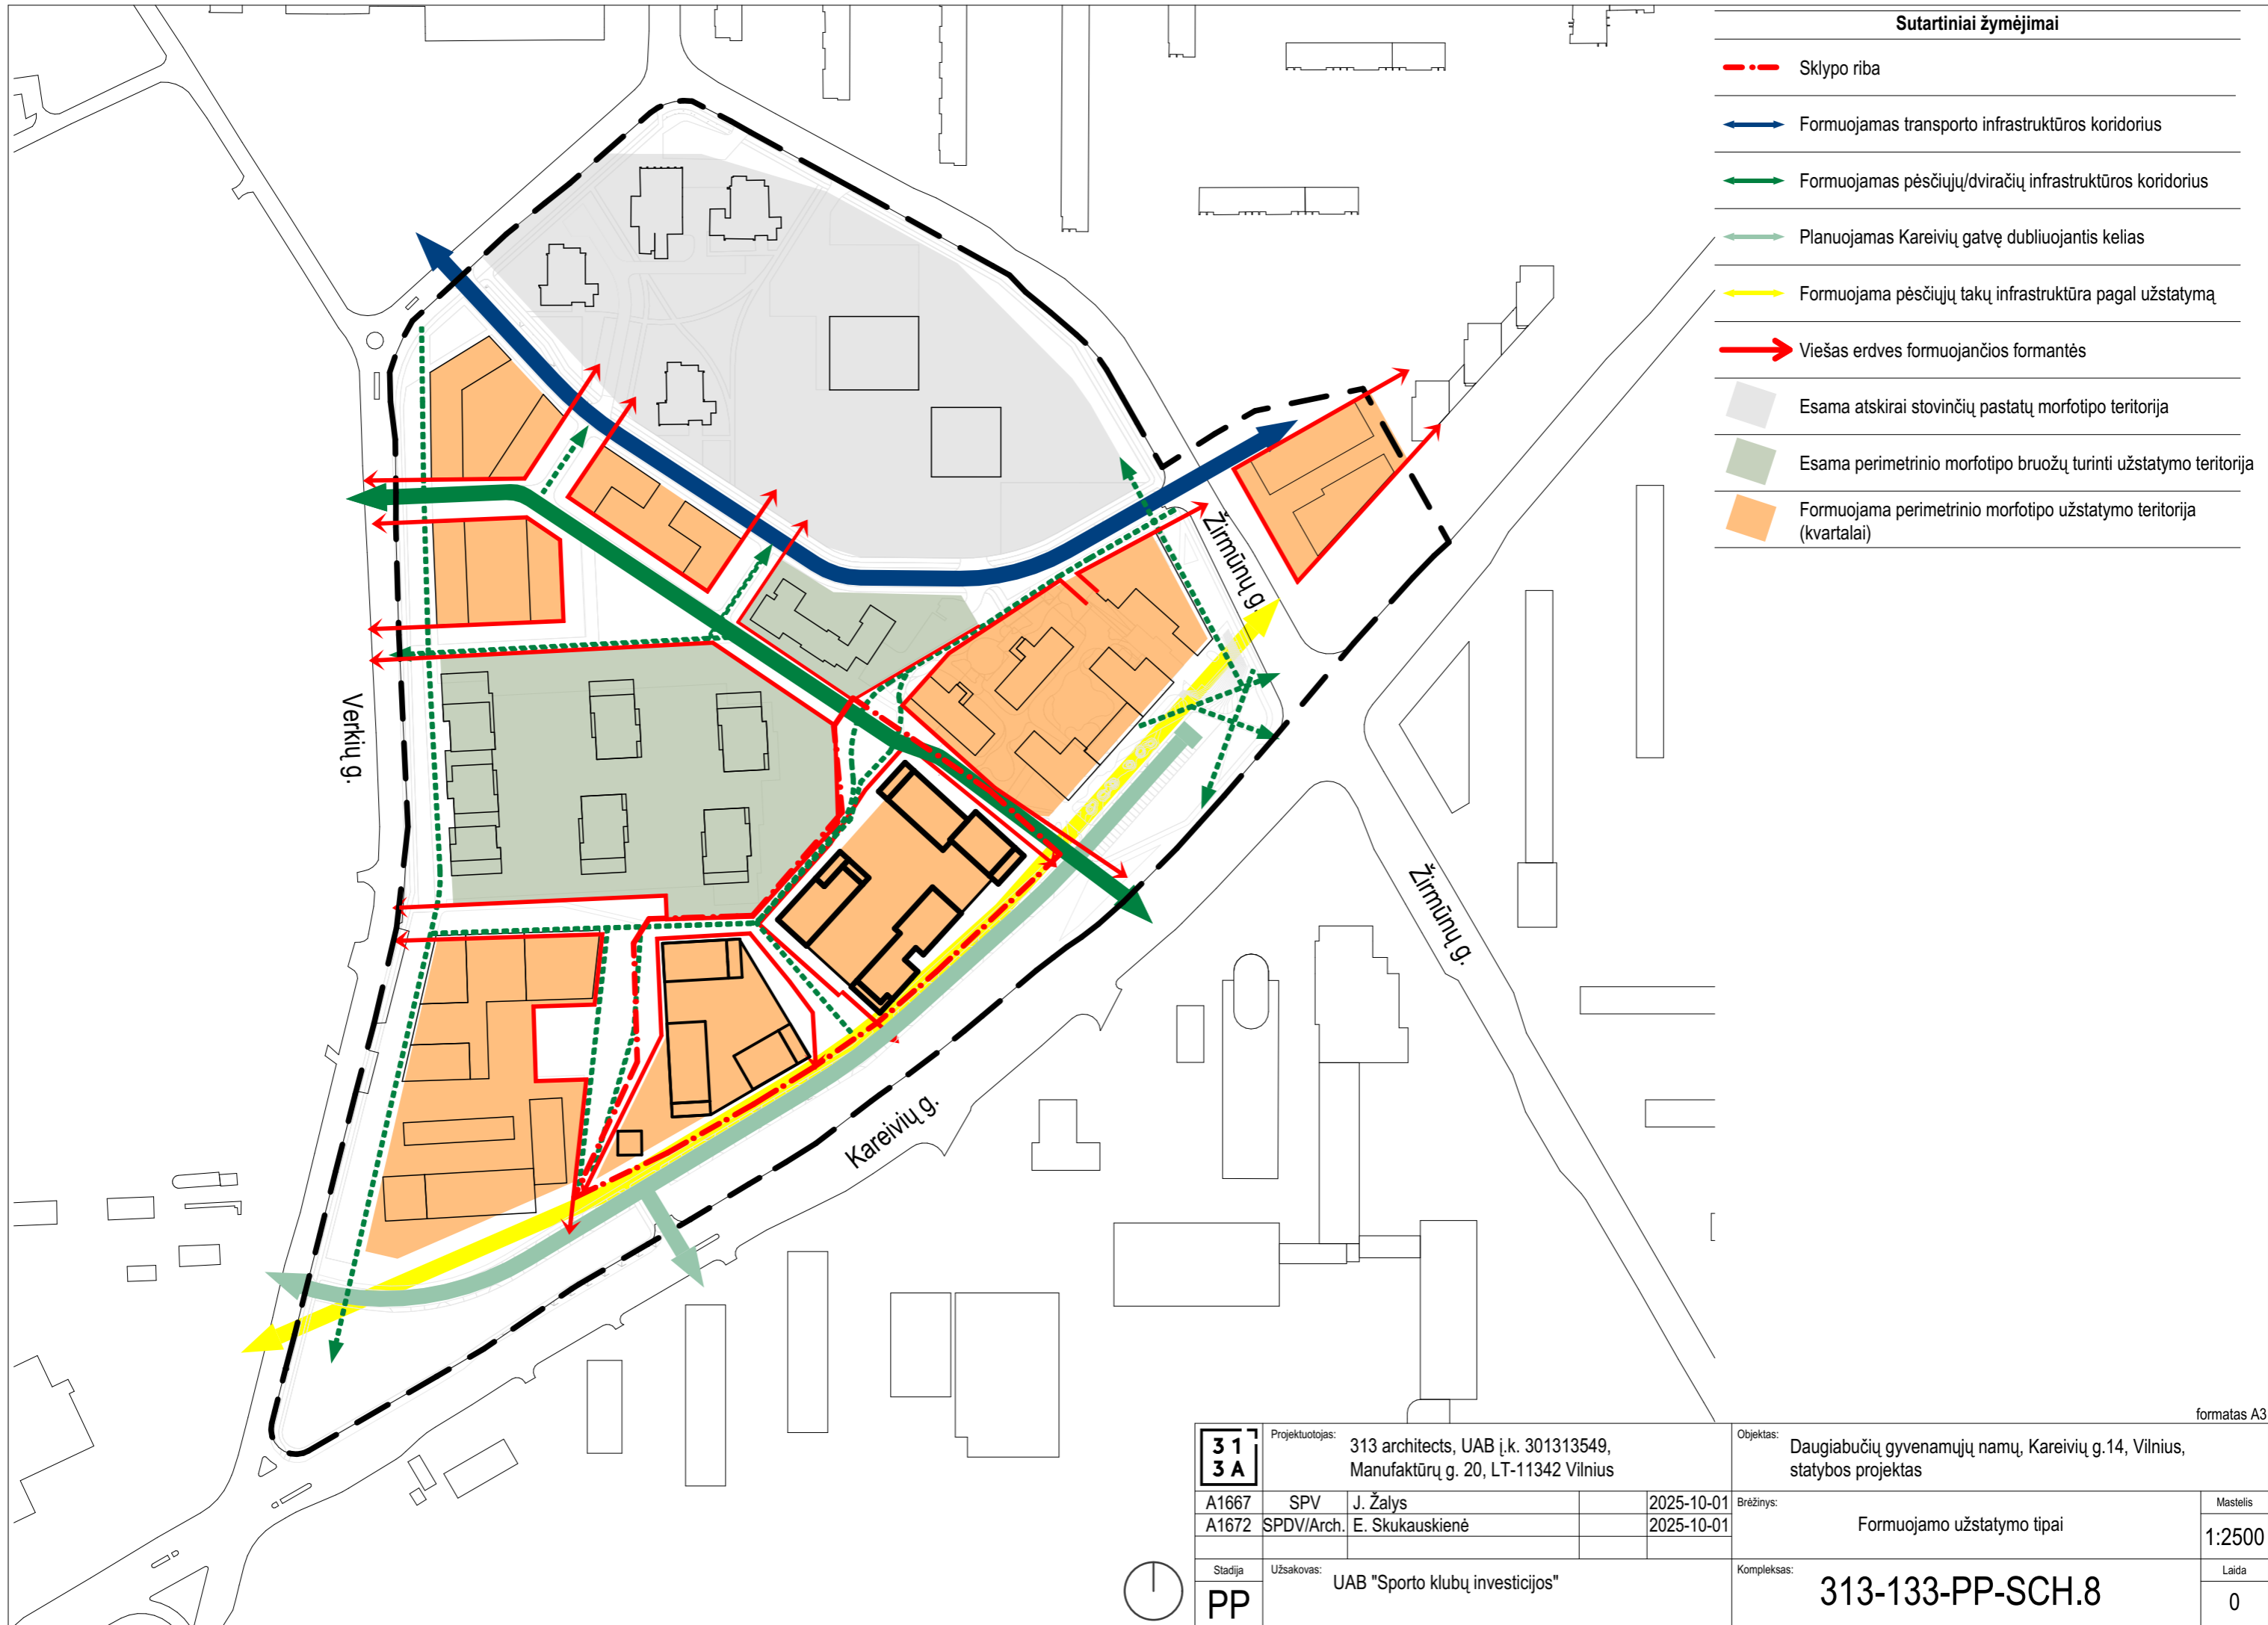 Sutartiniai žymėjimai
Sklypo riba
Formuojamas transporto infrastruktūros koridorius
Formuojamas pėsčiųjų/dviračių infrastruktūros koridorius
Planuojamas Kareivių gatvę dubliuojantis kelias
Formuojama pėsčiųjų takų infrastruktūra pagal užstatymą
Viešas erdves formuojančios formantės
Esama atskirai stovinčių pastatų morfotipo teritorija
Esama perimetrinio morfotipo bruožų turinti užstatymo teritorija
Formuojama perimetrinio morfotipo užstatymo teritorija
(kvartalai)
Žirmūnų g.
Verkių g.
Žirmūnų g.
Kareivių g.
formatas A3
31
3A
Projektuotojas:
313 architects, UAB į.k. 301313549,
Manufaktūrų g. 20, LT-11342 Vilnius
Objektas:
Daugiabučių gyvenamųjų namų, Kareivių g.14, Vilnius,
statybos projektas
A1667 SPV J. Žalys 2025-10-01
A1672 SPDV/Arch. E. Skukauskienė 2025-10-01
Brėžinys:
Formuojamo užstatymo tipai
Mastelis
1:2500
Stadija
PP
Užsakovas:
UAB "Sporto klubų investicijos"
Kompleksas:
313-133-PP-SCH.8
Laida
0